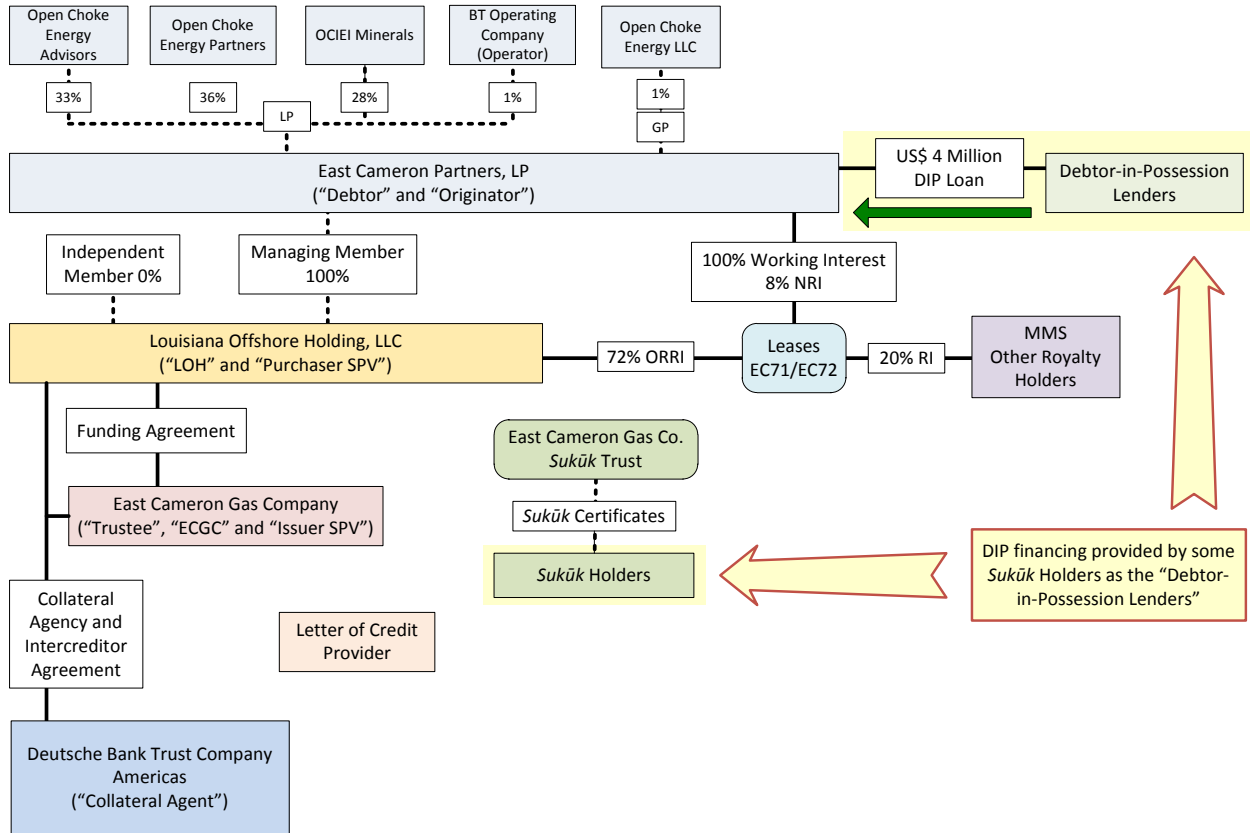 Open Choke
Energy
Advisors
Open Choke
Energy Partners
OCIEI Minerals
BT Operating
Company
(Operator)
Open Choke
Energy LLC
33%
36%
28%
1%
1%
LP
GP
East Cameron Partners, LP
(“Debtor” and “Originator”)
US$ 4 Million
DIP Loan
Debtor-in-Possession
Lenders
Independent
Member 0%
Managing Member
100%
100% Working Interest
8% NRI
Louisiana Offshore Holding, LLC
(“LOH” and “Purchaser SPV”)
72% ORRI
Leases
EC71/EC72
20% RI
MMS
Other Royalty
Holders
Funding Agreement
East Cameron Gas Co.
Sukūk Trust
East Cameron Gas Company
(“Trustee”, “ECGC” and “Issuer SPV”)
Sukūk Certificates
Sukūk Holders
DIP financing provided by some
Sukūk Holders as the “Debtor-
in-Possession Lenders”
Collateral
Agency and
Intercreditor
Agreement
Letter of Credit
Provider
Deutsche Bank Trust Company
Americas
(“Collateral Agent”)